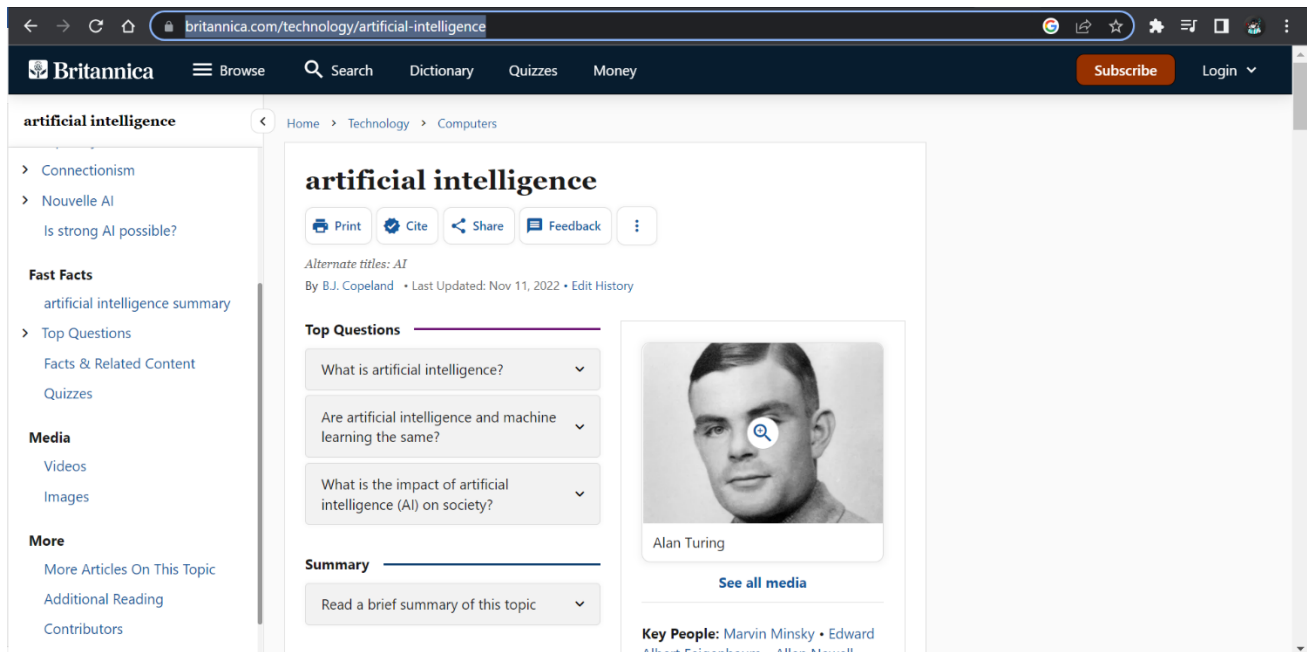 britannica.com/technology/artificial-intelligence
Britannica Browse Search Dictionary Quizzes Money Subscribe Login
artificial intelligence
Connectionism
Nouvelle AI
Is strong AI possible?
Fast Facts
artificial intelligence summary
Top Questions
Facts & Related Content
Quizzes
Media
Videos
Images
More
More Articles On This Topic
Additional Reading
Contributors
Home > Technology > Computers
artificial intelligence
Print Cite Share Feedback
Alternate titles: AI
By B.J. Copeland • Last Updated: Nov 11, 2022 • Edit History
Top Questions
What is artificial intelligence?
Are artificial intelligence and machine
learning the same?
What is the impact of artificial
intelligence (AI) on society?
Summary
Read a brief summary of this topic
Alan Turing
See all media
Key People: Marvin Minsky • Edward